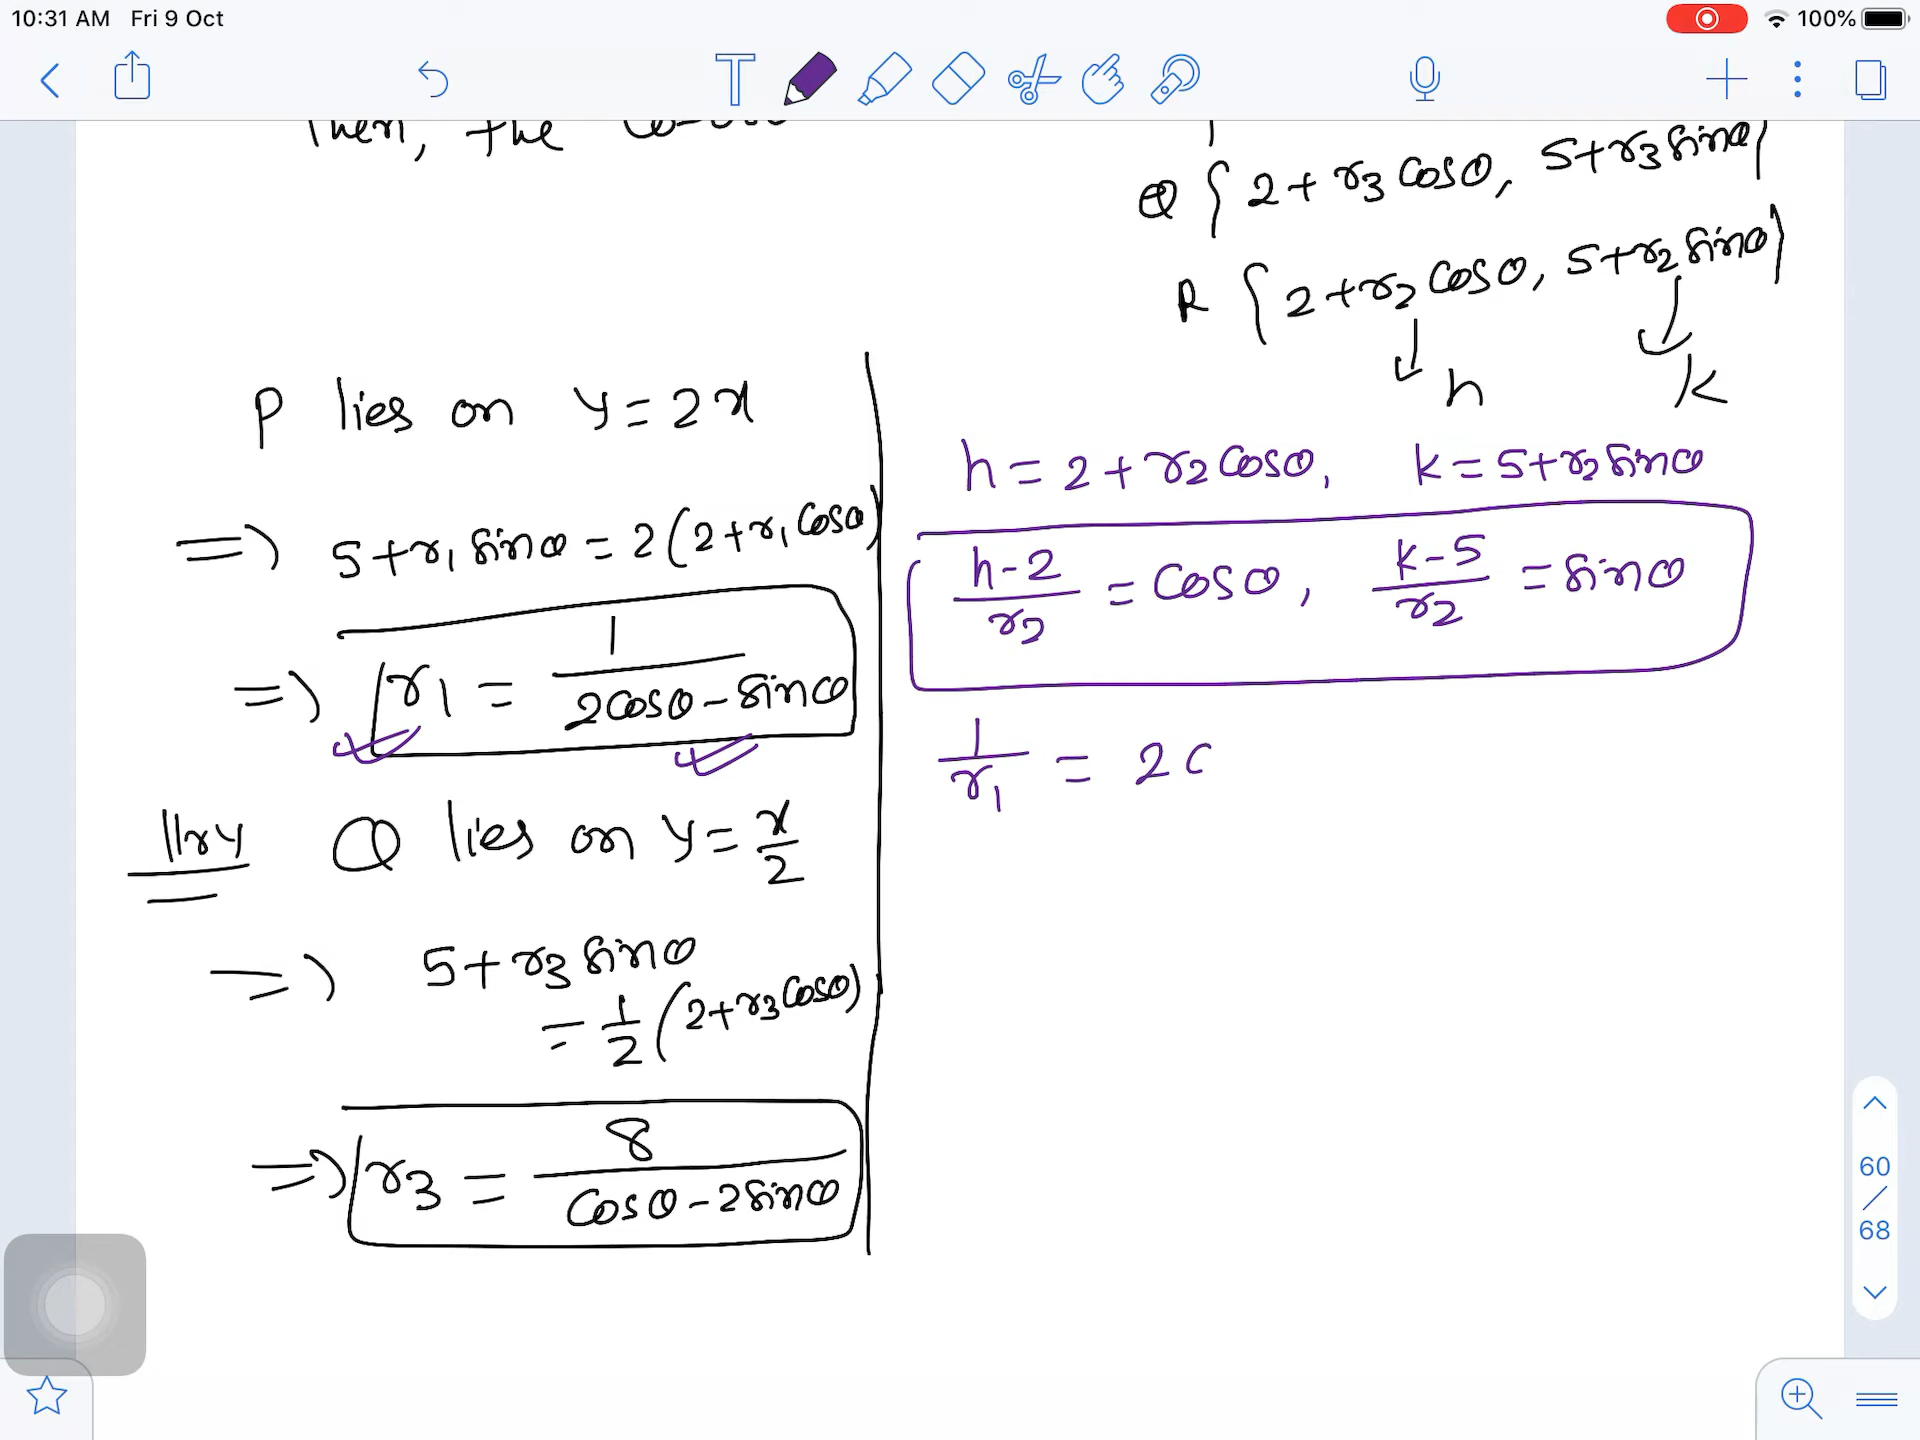 10:31 AM Fri 9 Oct
100%
Then, the
Q { 2 + r3 cosθ, 5+r3 sinθ}
R { 2 + r2 cosθ, 5+r2 sinθ}
h k
P lies on y = 2x
=) 5+r1 sinθ = 2(2+r1 cosθ)
=) r1 = 1/(2cosθ - sinθ)
lllry Q lies on y = x/2
=) 5+r3 sinθ
= 1/2 (2+r3 cosθ)
=) r3 = 8/(cosθ - 2sinθ)
h = 2 + r2 cosθ, k = 5+r2 sinθ
(h-2)/r2 = cosθ, (k-5)/r2 = sinθ
1/r1 = 2c
60
/
68